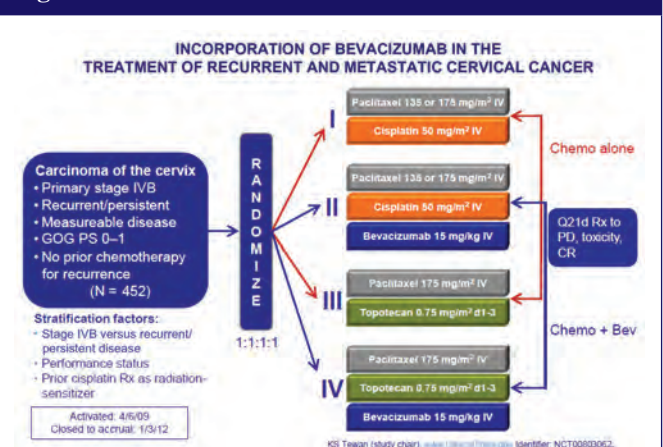 INCORPORATION OF BEVACIZUMAB IN THE
TREATMENT OF RECURRENT AND METASTATIC CERVICAL CANCER
Carcinoma of the cervix
• Primary stage IVB
• Recurrent/persistent
• Measureable disease
• GOG PS 0–1
• No prior chemotherapy
for recurrence
(N = 452)
Stratification factors:
• Stage IVB versus recurrent/
persistent disease
• Performance status
• Prior cisplatin Rx as radiation-
sensitizer
Activated: 4/6/09
Closed to accrual: 1/3/12
RANDOMIZE
1:1:1:1
I
Paclitaxel 135 or 175 mg/m² IV
Cisplatin 50 mg/m² IV
II
Paclitaxel 135 or 175 mg/m² IV
Cisplatin 50 mg/m² IV
Bevacizumab 15 mg/kg IV
III
Paclitaxel 175 mg/m² IV
Topotecan 0.75 mg/m² d1-3
IV
Paclitaxel 175 mg/m² IV
Topotecan 0.75 mg/m² d1-3
Bevacizumab 15 mg/kg IV
Chemo alone
Q21d Rx to
PD, toxicity,
CR
Chemo + Bev
KS Tewari (study chair), Identifier: NCT00803062.